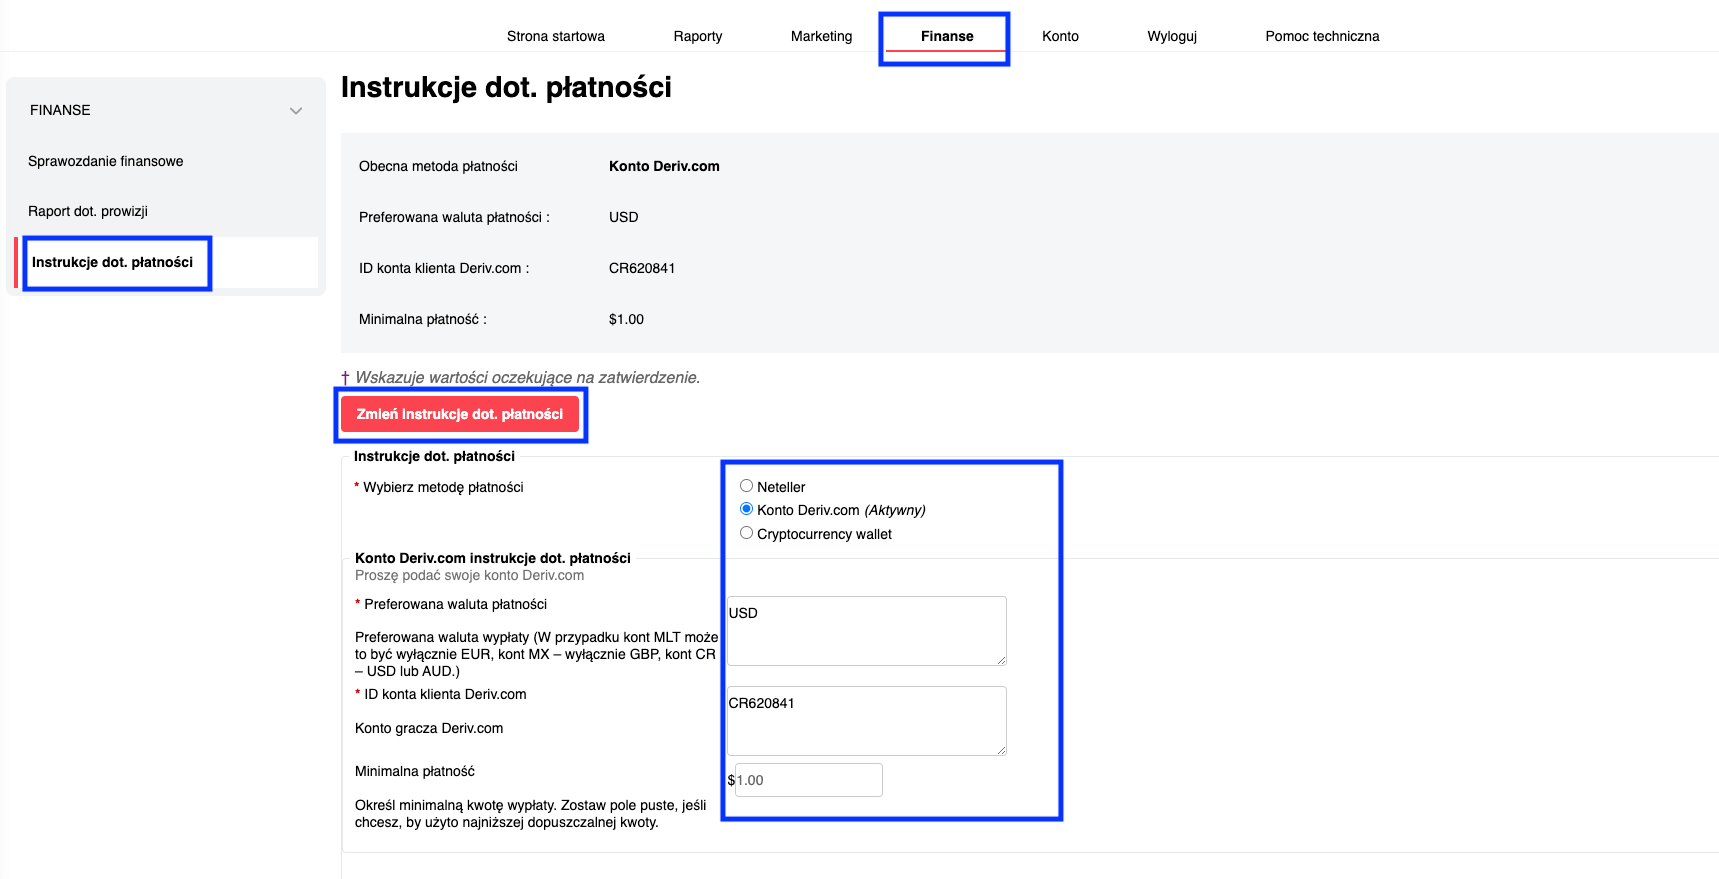 Strona startowa
Raporty
Marketing
Finanse
Konto
Wyloguj
Pomoc techniczna
FINANSE
Sprawozdanie finansowe
Raport dot. prowizji
Instrukcje dot. płatności
Instrukcje dot. płatności
Obecna metoda płatności Konto Deriv.com
Preferowana waluta płatności : USD
ID konta klienta Deriv.com : CR620841
Minimalna płatność : $1.00
† Wskazuje wartości oczekujące na zatwierdzenie.
Zmień instrukcje dot. płatności
Instrukcje dot. płatności
* Wybierz metodę płatności
Neteller
Konto Deriv.com (Aktywny)
Cryptocurrency wallet
Konto Deriv.com instrukcje dot. płatności
Proszę podać swoje konto Deriv.com
* Preferowana waluta płatności
USD
Preferowana waluta wypłaty (W przypadku kont MLT może
to być wyłącznie EUR, kont MX – wyłącznie GBP, kont CR
– USD lub AUD.)
* ID konta klienta Deriv.com
CR620841
Konto gracza Deriv.com
Minimalna płatność
$1.00
Określ minimalną kwotę wypłaty. Zostaw pole puste, jeśli
chcesz, by użyto najniższej dopuszczalnej kwoty.